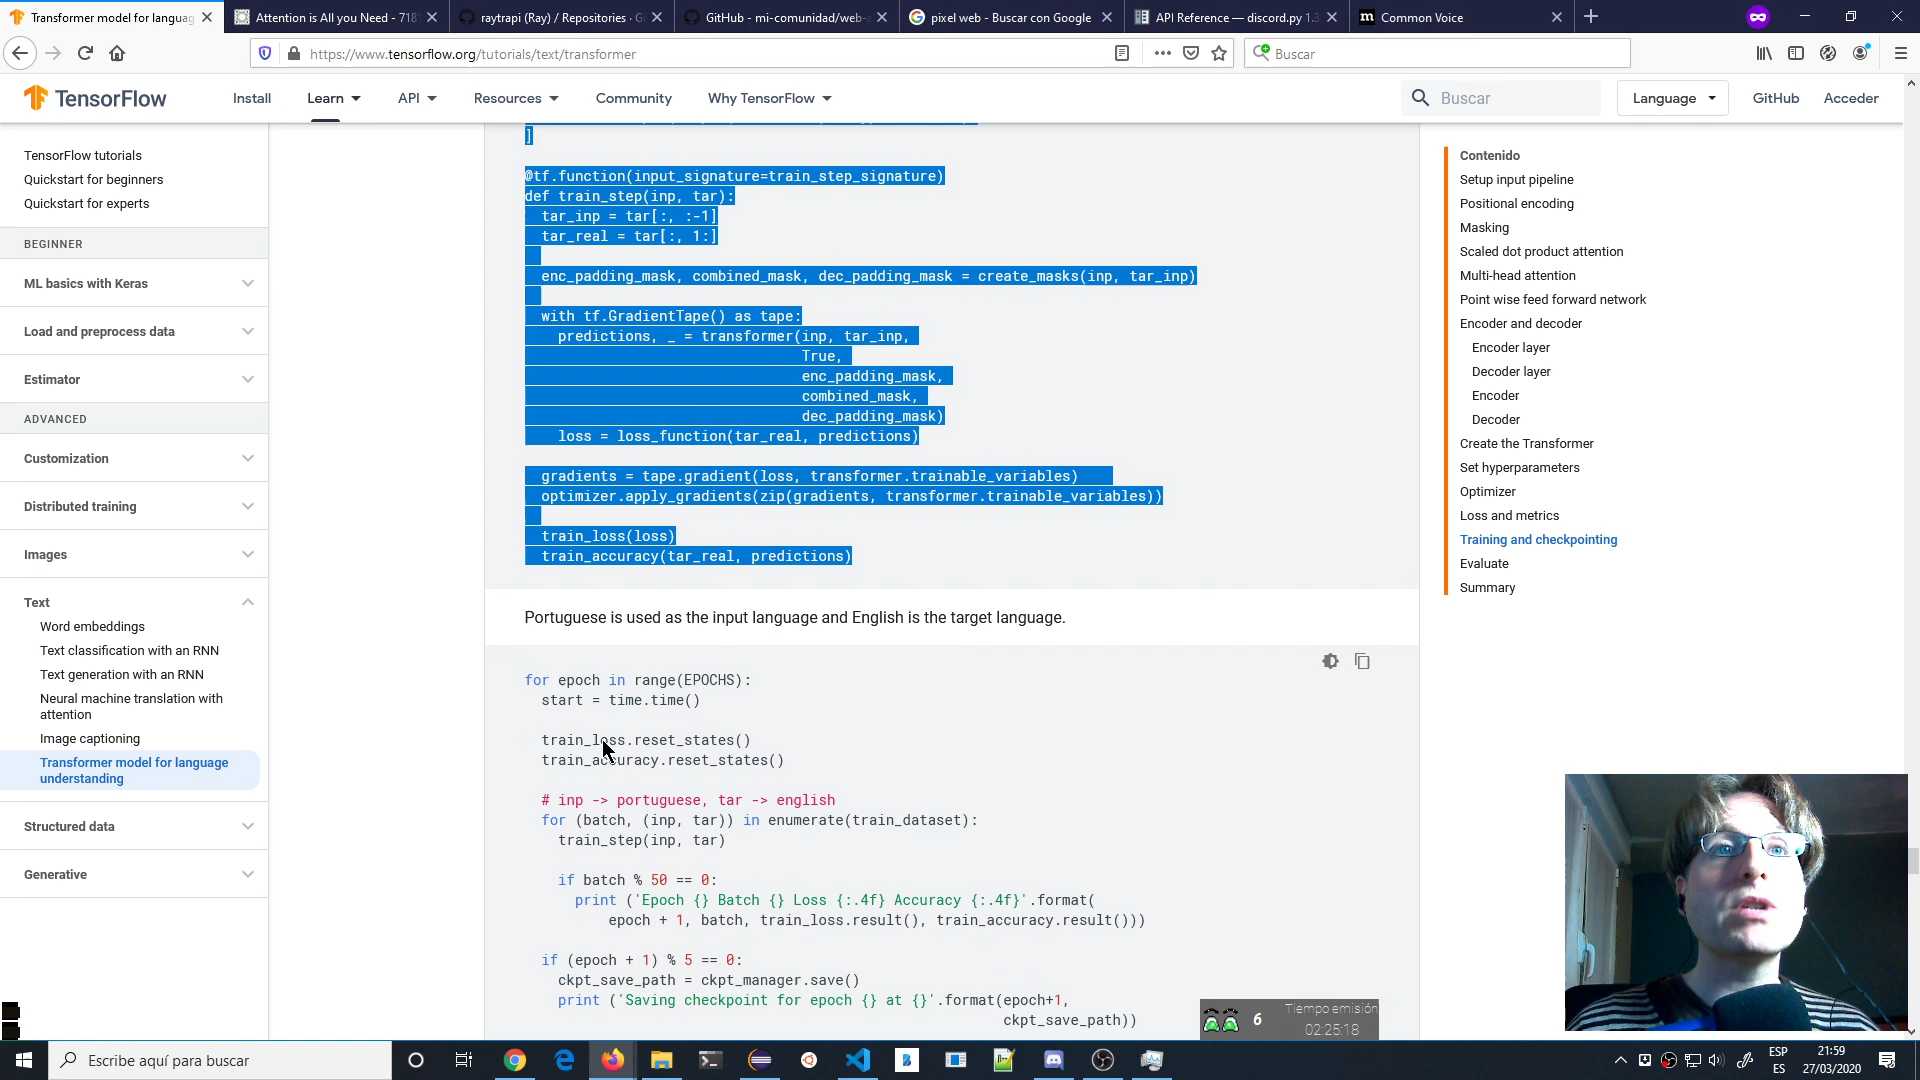 Transformer model for languag
Attention is All you Need - 718
raytrapi (Ray) / Repositories · G
GitHub - mi-comunidad/web-
pixel web - Buscar con Google
API Reference — discord.py 1.3
Common Voice
https://www.tensorflow.org/tutorials/text/transformer
Buscar
TensorFlow
Install
Learn
API
Resources
Community
Why TensorFlow
Buscar
Language
GitHub
Acceder
TensorFlow tutorials
Quickstart for beginners
Quickstart for experts
BEGINNER
ML basics with Keras
Load and preprocess data
Estimator
ADVANCED
Customization
Distributed training
Images
Text
Word embeddings
Text classification with an RNN
Text generation with an RNN
Neural machine translation with
attention
Image captioning
Transformer model for language
understanding
Structured data
Generative
]
@tf.function(input_signature=train_step_signature)
def train_step(inp, tar):
tar_inp = tar[:, :-1]
tar_real = tar[:, 1:]
enc_padding_mask, combined_mask, dec_padding_mask = create_masks(inp, tar_inp)
with tf.GradientTape() as tape:
predictions, _ = transformer(inp, tar_inp,
True,
enc_padding_mask,
combined_mask,
dec_padding_mask)
loss = loss_function(tar_real, predictions)
gradients = tape.gradient(loss, transformer.trainable_variables)
optimizer.apply_gradients(zip(gradients, transformer.trainable_variables))
train_loss(loss)
train_accuracy(tar_real, predictions)
Portuguese is used as the input language and English is the target language.
for epoch in range(EPOCHS):
start = time.time()
train_loss.reset_states()
train_accuracy.reset_states()
# inp -> portuguese, tar -> english
for (batch, (inp, tar)) in enumerate(train_dataset):
train_step(inp, tar)
if batch % 50 == 0:
print ('Epoch {} Batch {} Loss {:.4f} Accuracy {:.4f}'.format(
epoch + 1, batch, train_loss.result(), train_accuracy.result()))
if (epoch + 1) % 5 == 0:
ckpt_save_path = ckpt_manager.save()
print ('Saving checkpoint for epoch {} at {}'.format(epoch+1,
ckpt_save_path))
Contenido
Setup input pipeline
Positional encoding
Masking
Scaled dot product attention
Multi-head attention
Point wise feed forward network
Encoder and decoder
Encoder layer
Decoder layer
Encoder
Decoder
Create the Transformer
Set hyperparameters
Optimizer
Loss and metrics
Training and checkpointing
Evaluate
Summary
6
Tiempo emisión
02:25:18
Escribe aquí para buscar
ESP
ES
21:59
27/03/2020